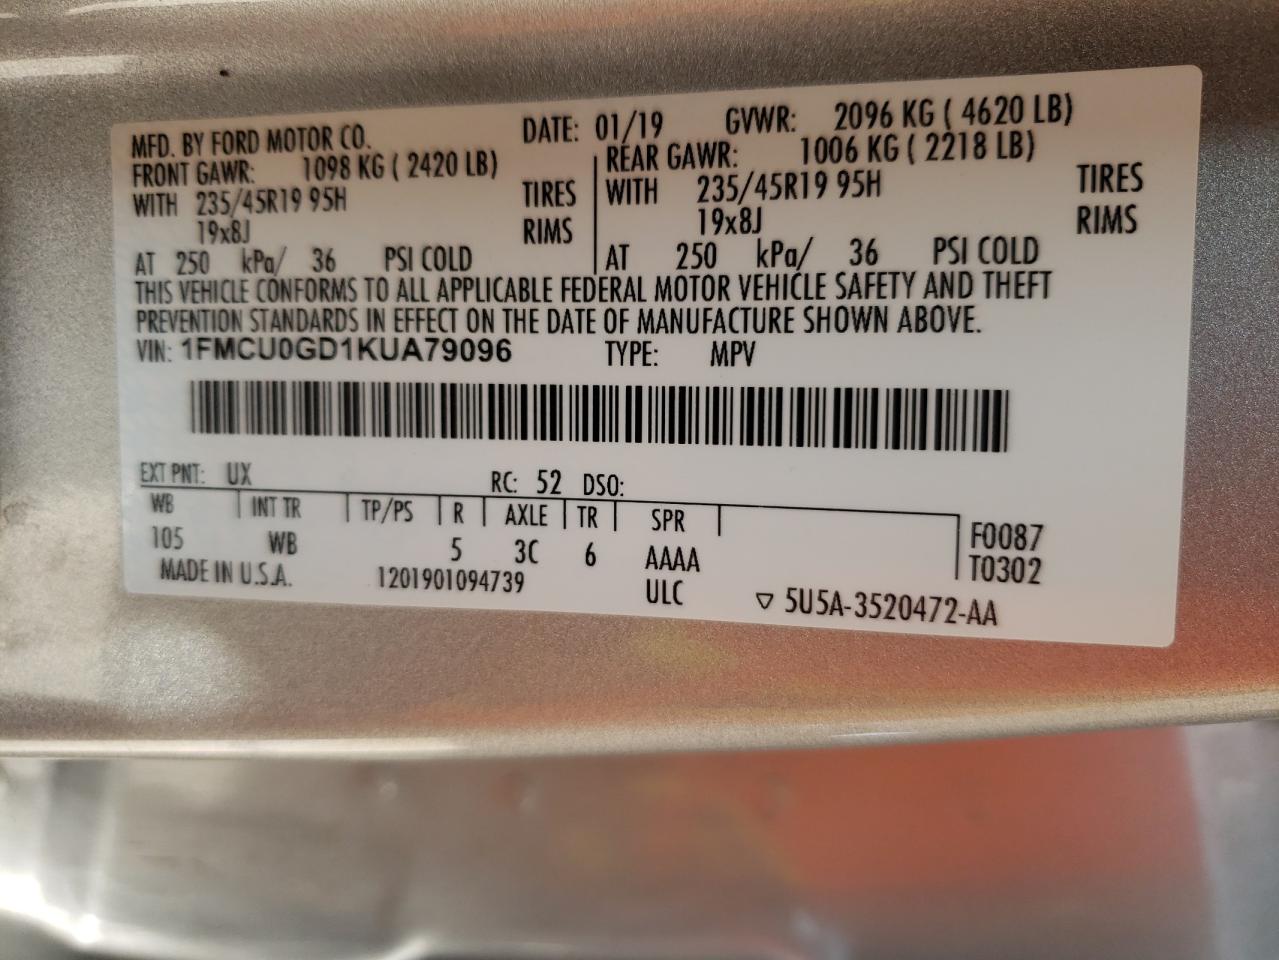 MFD. BY FORD MOTOR CO. DATE: 01/19 GVWR: 2096 KG ( 4620 LB)
FRONT GAWR: 1098 KG ( 2420 LB) REAR GAWR: 1006 KG ( 2218 LB)
WITH 235/45R19 95H TIRES WITH 235/45R19 95H TIRES
19x8J RIMS 19x8J RIMS
AT 250 kPa/ 36 PSI COLD AT 250 kPa/ 36 PSI COLD
THIS VEHICLE CONFORMS TO ALL APPLICABLE FEDERAL MOTOR VEHICLE SAFETY AND THEFT
PREVENTION STANDARDS IN EFFECT ON THE DATE OF MANUFACTURE SHOWN ABOVE.
VIN: 1FMCU0GD1KUA79096 TYPE: MPV
EXT PNT: UX RC: 52 DSO:
WB INT TR TP/PS R AXLE TR SPR
105 WB 5 3C 6 AAAA F0087
MADE IN U.S.A. 1201901094739 T0302
ULC ▽ 5U5A-3520472-AA